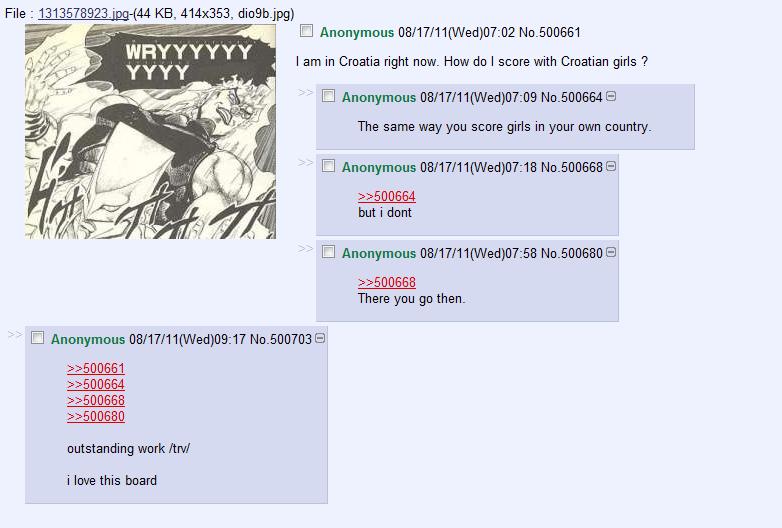 File : 1313578923.jpg-(44 KB, 414x353, dio9b.jpg)
WRYYYYYY
YYYY
Anonymous 08/17/11(Wed)07:02 No.500661
I am in Croatia right now. How do I score with Croatian girls ?
>> Anonymous 08/17/11(Wed)07:09 No.500664
The same way you score girls in your own country.
>> Anonymous 08/17/11(Wed)07:18 No.500668
>>500664
but i dont
>> Anonymous 08/17/11(Wed)07:58 No.500680
>>500668
There you go then.
>> Anonymous 08/17/11(Wed)09:17 No.500703
>>500661
>>500664
>>500668
>>500680
outstanding work /trv/
i love this board